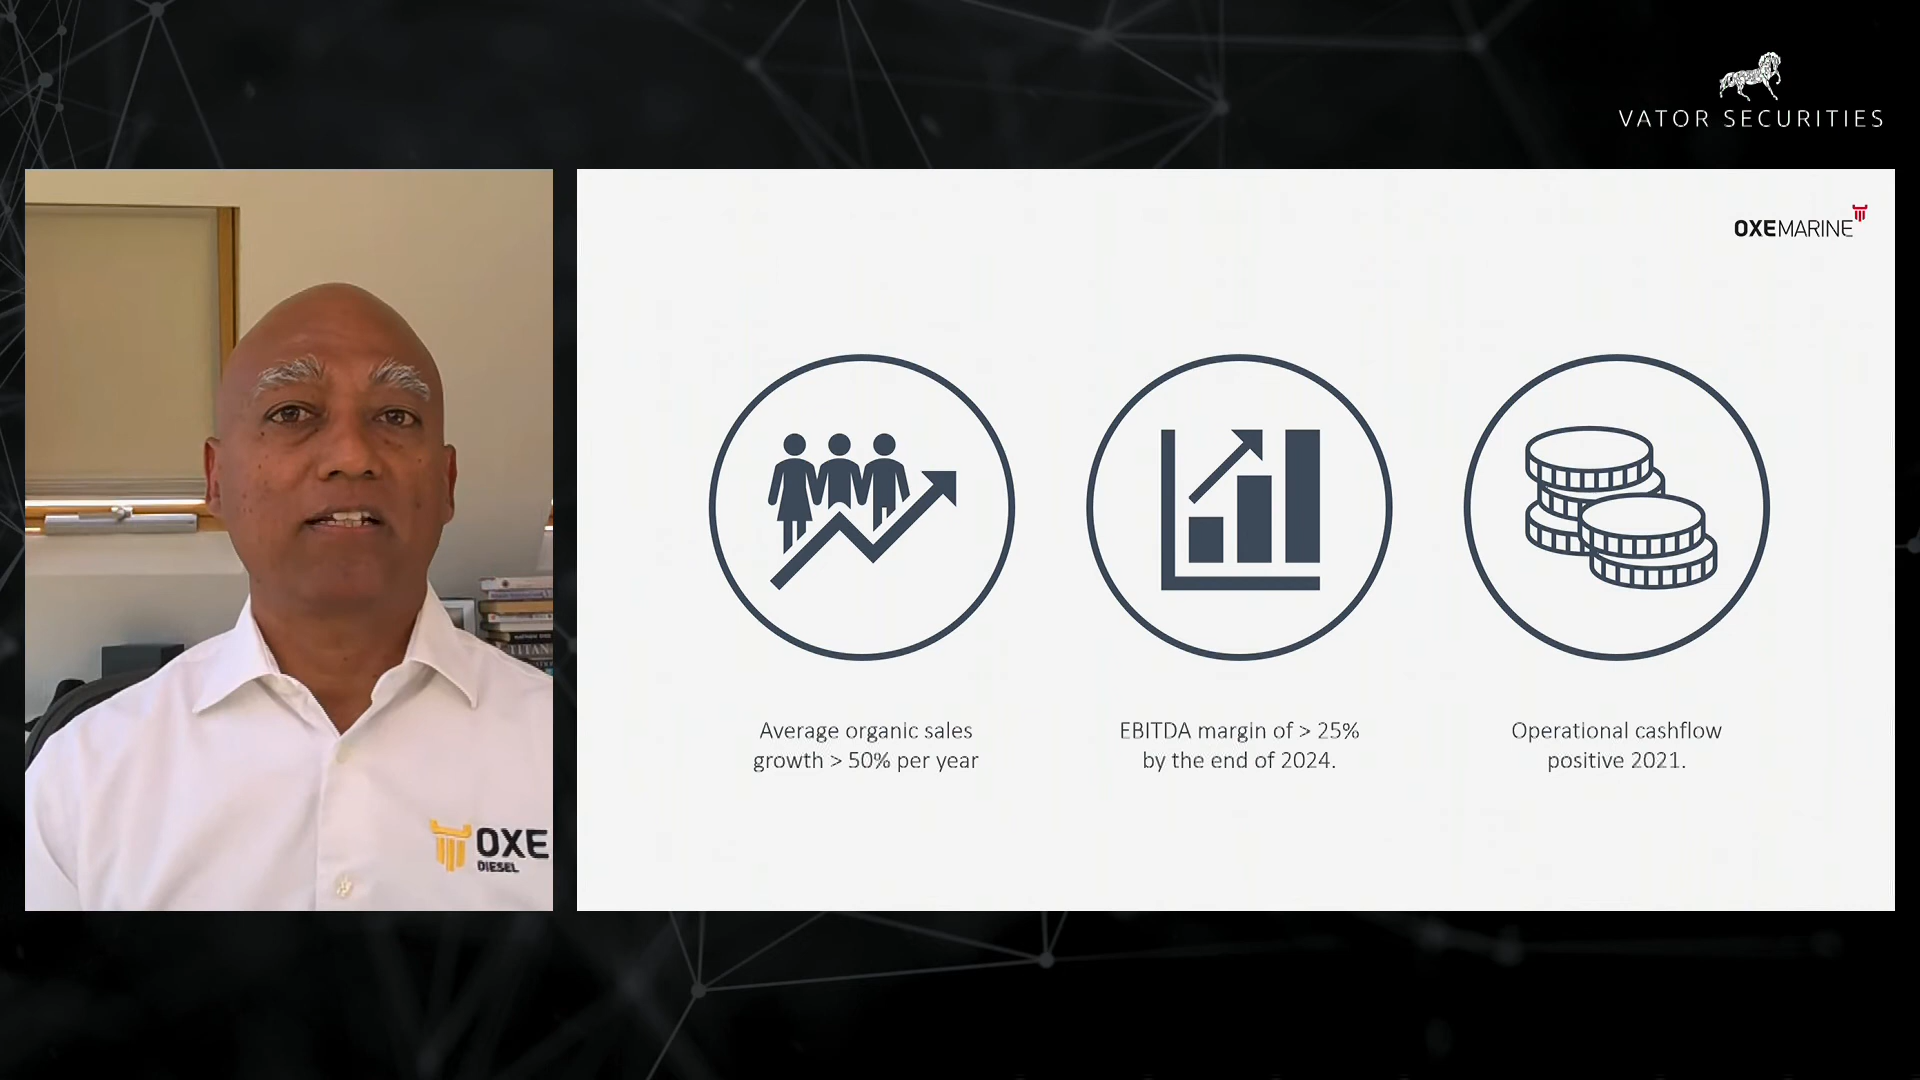 VATOR SECURITIES
OXEMARINE
TITAN
OXE
DIESEL
Average organic sales
growth > 50% per year
EBITDA margin of > 25%
by the end of 2024.
Operational cashflow
positive 2021.